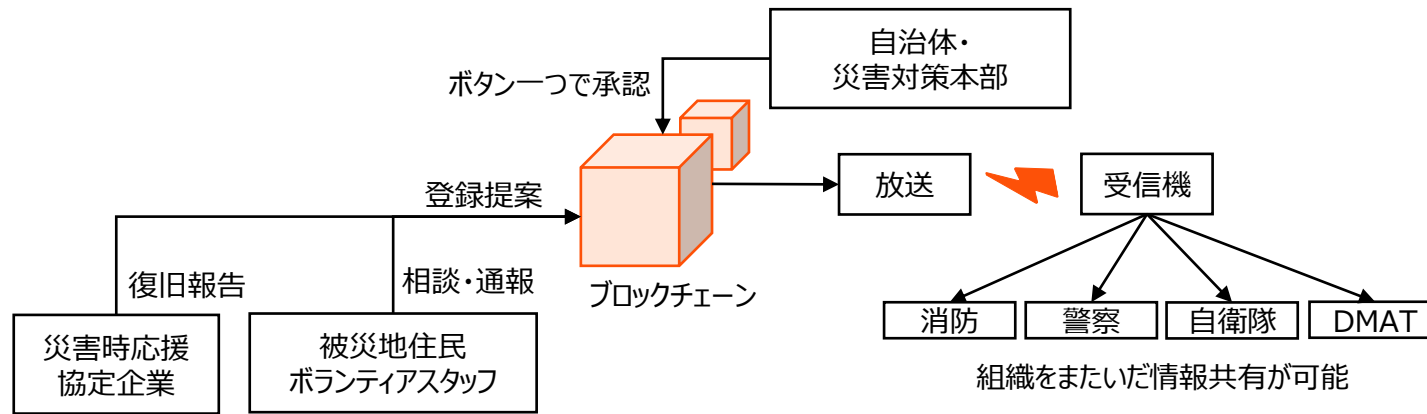 自治体・
災害対策本部
ボタン一つで承認
放送
受信機
登録提案
復旧報告
相談・通報
ブロックチェーン
消防
警察
自衛隊
DMAT
災害時応援
協定企業
被災地住民
ボランティアスタッフ
組織をまたいだ情報共有が可能